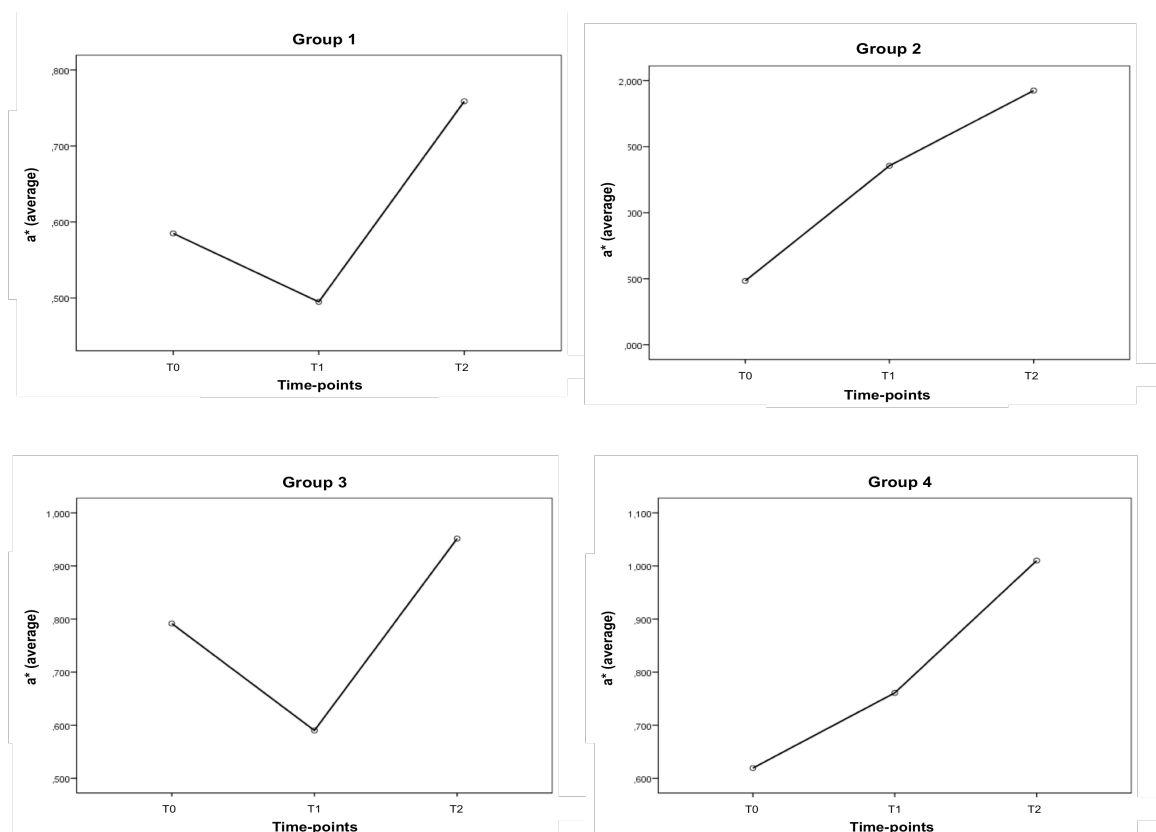 Group 1
a* (average)
,800
,700
,600
,500
T0 T1 T2
Time-points
Group 2
a* (average)
2,000
500
000
500
,000
T0 T1 T2
Time-points
Group 3
a* (average)
1,000
,900
,800
,700
,600
,500
T0 T1 T2
Time-points
Group 4
a* (average)
1,100
1,000
,900
,800
,700
,600
T0 T1 T2
Time-points